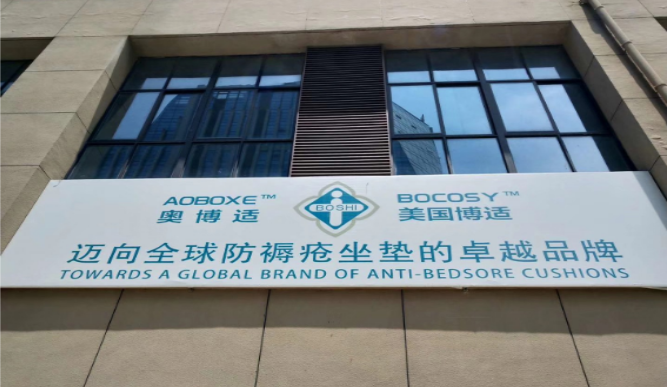 AOBOXE™ BOCOSY™
奥博适 BOSHI 美国博适
迈向全球防褥疮坐垫的卓越品牌
TOWARDS A GLOBAL BRAND OF ANTI-BEDSORE CUSHIONS